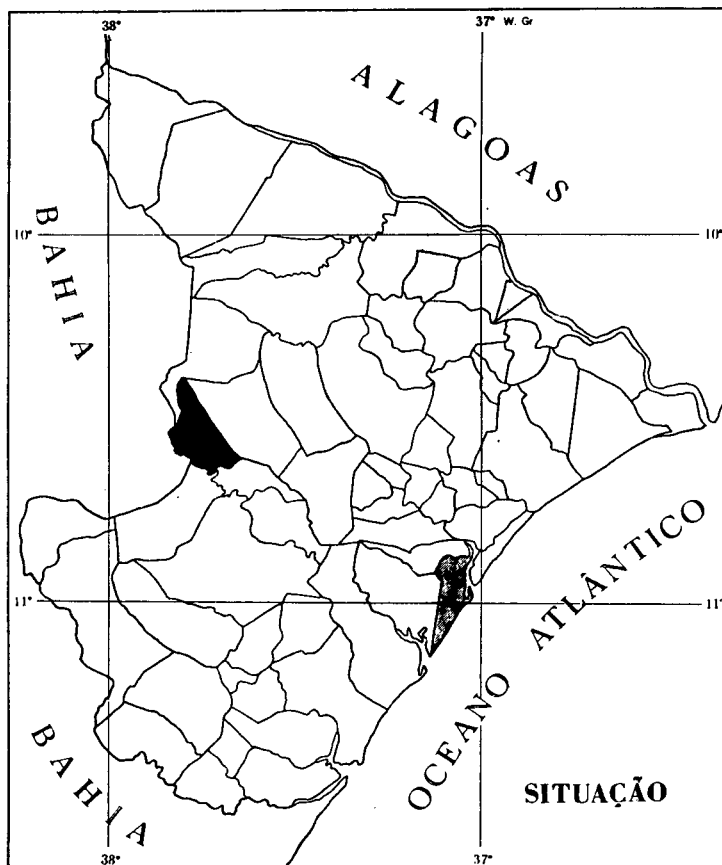 38°
37° W. Gr
ALAGOAS
BAHIA
10°
10°
11°
11°
OCEANO ATLÂNTICO
BAHIA
SITUAÇÃO
38°
37°